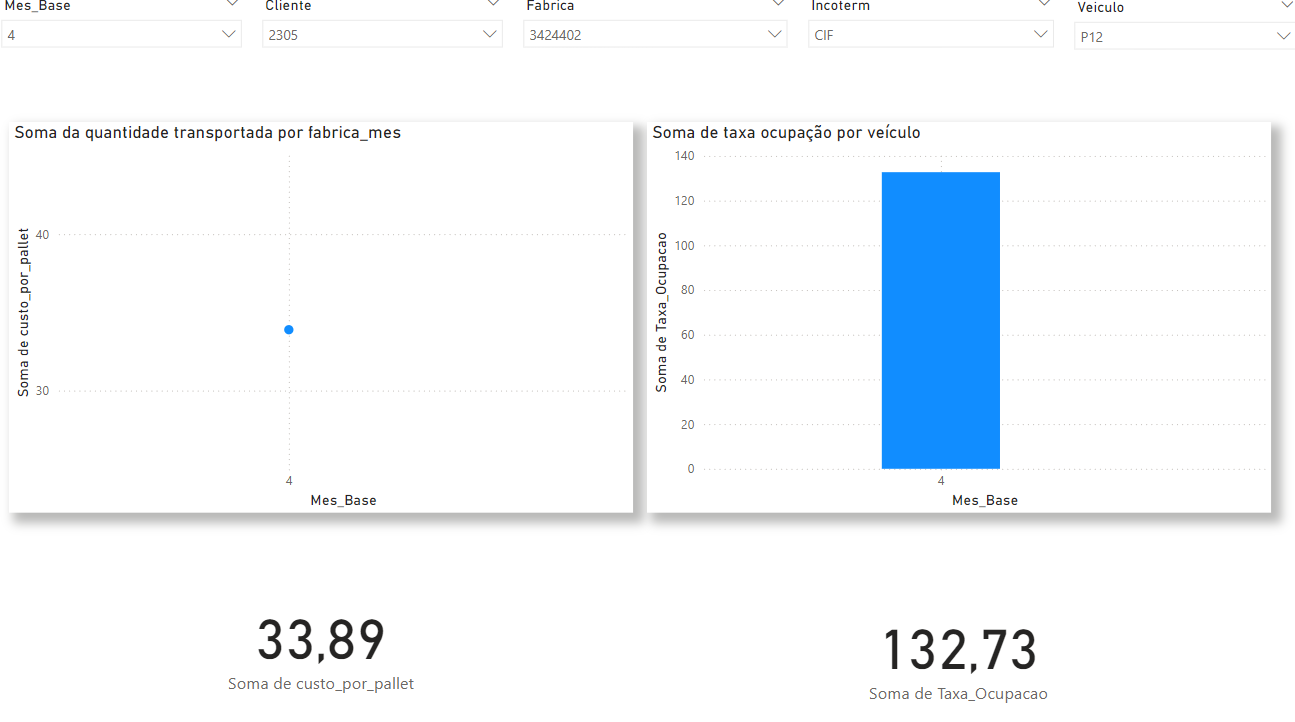 Mes_Base
Cliente
Fabrica
Incoterm
Veiculo
4
2305
3424402
CIF
P12
Soma da quantidade transportada por fabrica_mes
Soma de custo_por_pallet
40
30
4
Mes_Base
Soma de taxa ocupação por veículo
Soma de Taxa_Ocupacao
140
120
100
80
60
40
20
0
4
Mes_Base
33,89
Soma de custo_por_pallet
132,73
Soma de Taxa_Ocupacao